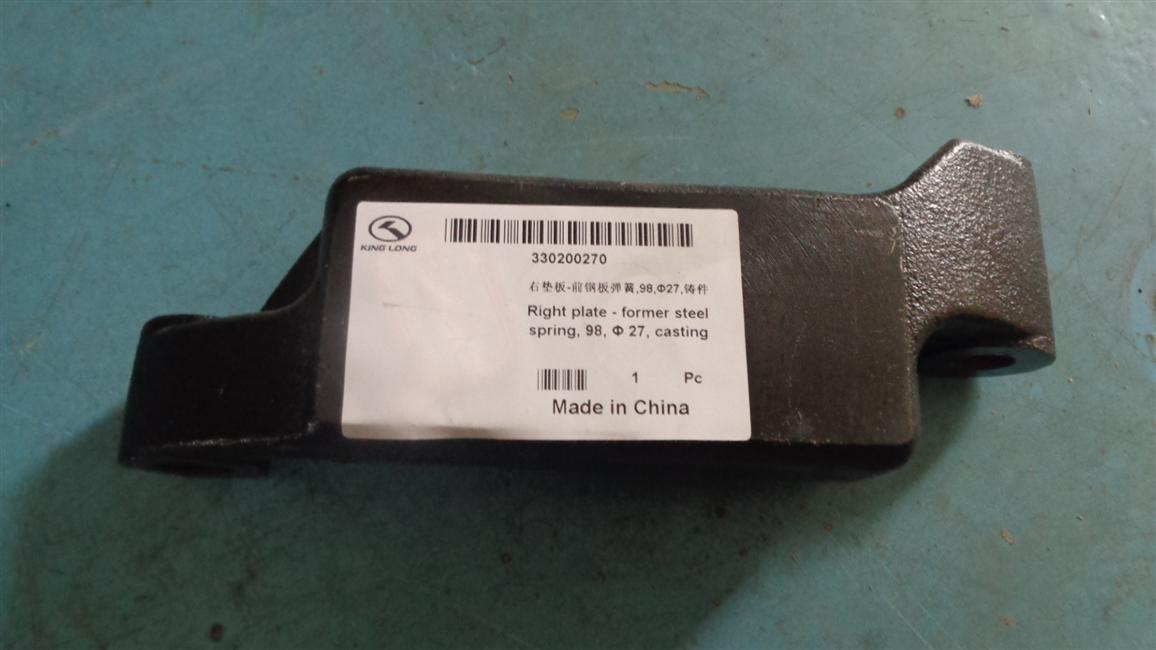 KING LONG
330200270
右垫板-前钢板弹簧,98,Φ27,铸件
Right plate - former steel
spring, 98, Φ 27, casting
1 Pc
Made in China